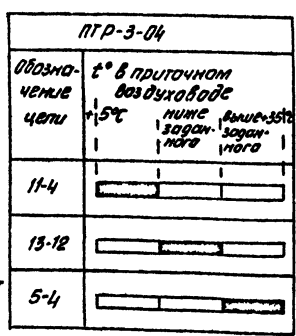 ПТР-3-04
Обозна-
чение
цепи
t° в приточном
воздуховоде
+5°С
ниже
задан-
ного
выше+35°С
задан-
ного
11-4
13-12
5-4